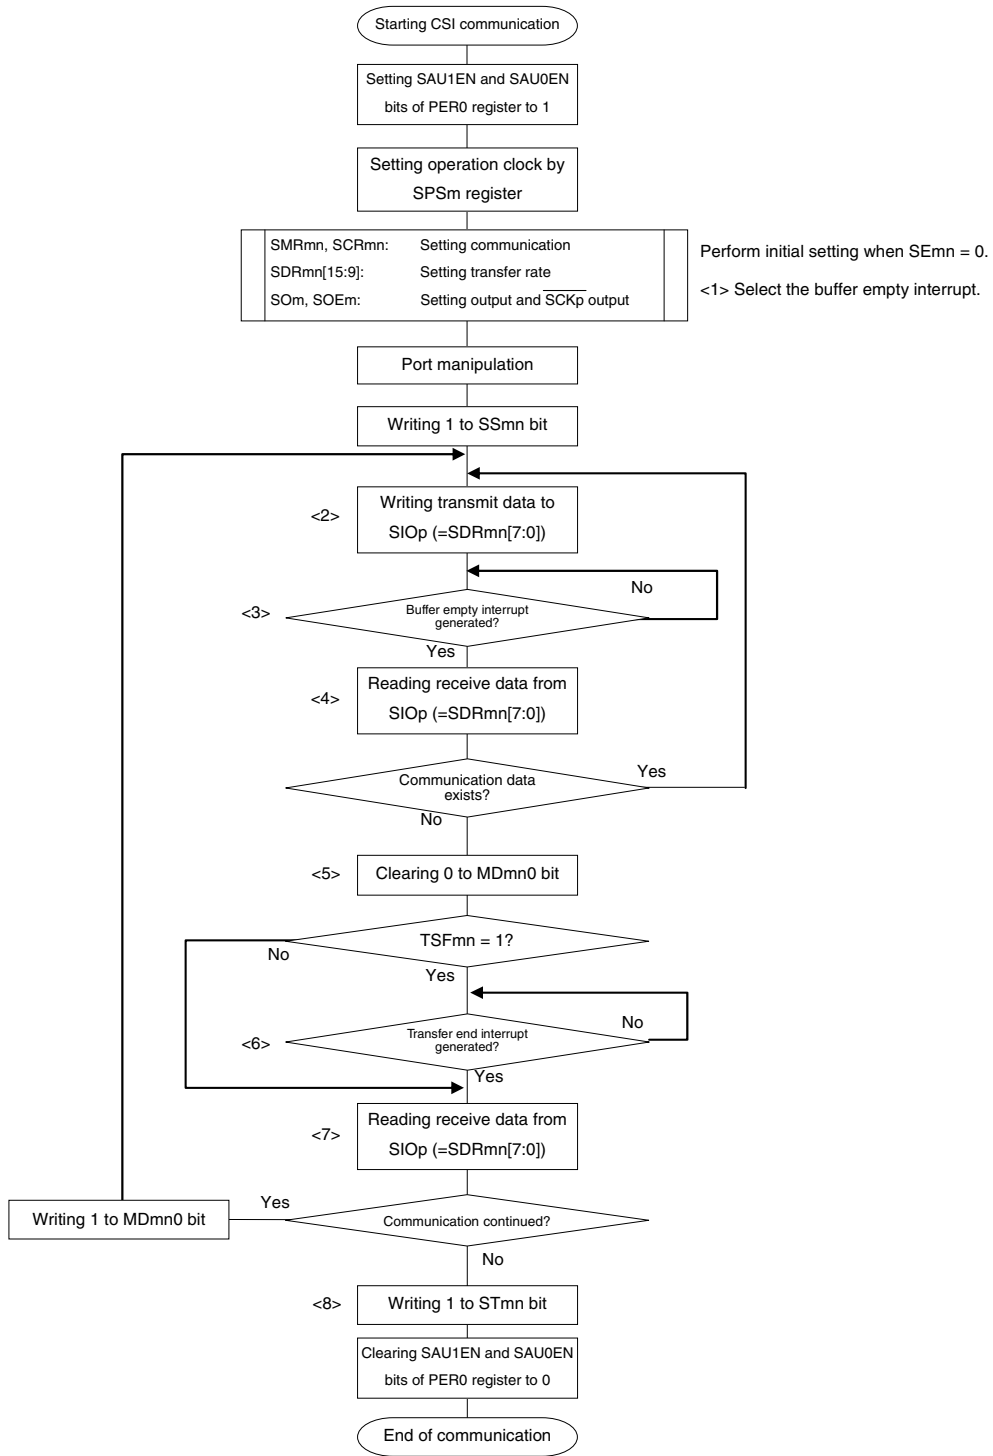 Starting CSI communication
Setting SAU1EN and SAU0EN
bits of PER0 register to 1
Setting operation clock by
SPSm register
SMRmn, SCRmn: Setting communication
SDRmn[15:9]: Setting transfer rate
SOm, SOEm: Setting output and SCKp output
Perform initial setting when SEmn = 0.
<1> Select the buffer empty interrupt.
Port manipulation
Writing 1 to SSmn bit
<2>
Writing transmit data to
SIOp (=SDRmn[7:0])
No
<3>
Buffer empty interrupt
generated?
Yes
<4>
Reading receive data from
SIOp (=SDRmn[7:0])
Communication data
exists?
Yes
No
<5>
Clearing 0 to MDmn0 bit
TSFmn = 1?
No
Yes
No
<6>
Transfer end interrupt
generated?
Yes
<7>
Reading receive data from
SIOp (=SDRmn[7:0])
Yes
Writing 1 to MDmn0 bit
Communication continued?
No
<8>
Writing 1 to STmn bit
Clearing SAU1EN and SAU0EN
bits of PER0 register to 0
End of communication